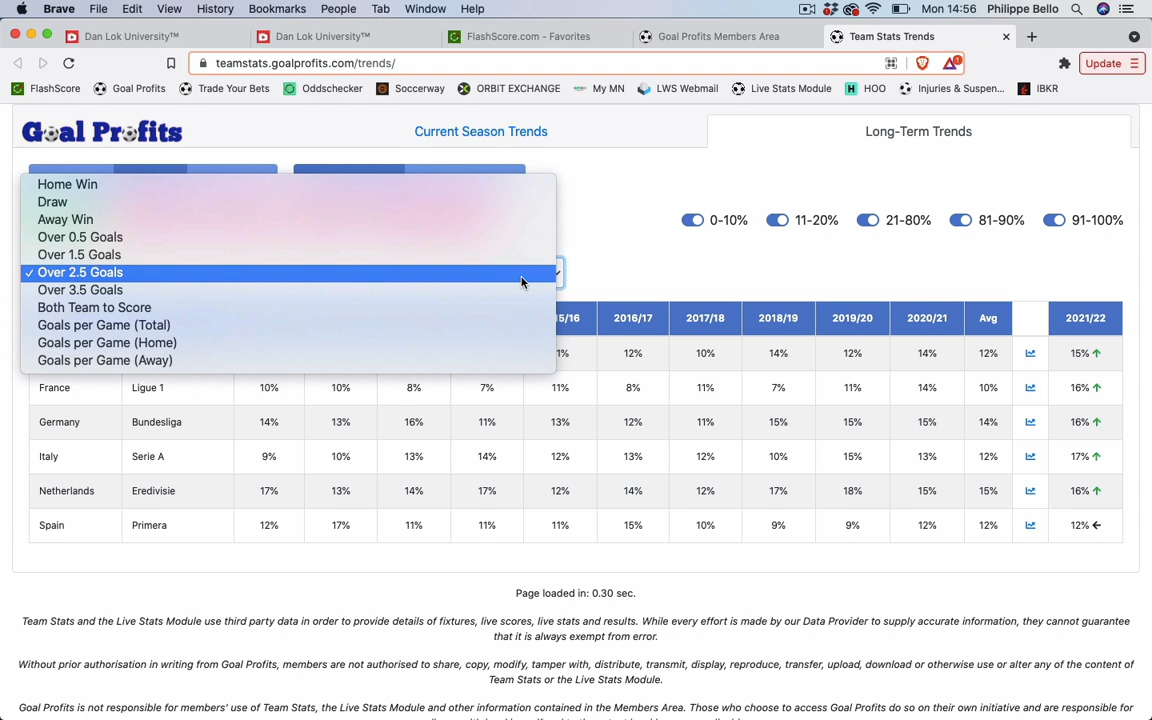 Brave File Edit View History Bookmarks People Tab Window Help Mon 14:56 Philippe Bello
Dan Lok University™ Dan Lok University™ FlashScore.com - Favorites Goal Profits Members Area Team Stats Trends
teamstats.goalprofits.com/trends/ 1 Update
FlashScore Goal Profits Trade Your Bets Oddschecker Soccerway ORBIT EXCHANGE My MN LWS Webmail Live Stats Module HOO Injuries & Suspen... IBKR
Goal Profits Current Season Trends Long-Term Trends
Home Win
Draw
Away Win
0-10% 11-20% 21-80% 81-90% 91-100%
Over 0.5 Goals
Over 1.5 Goals
✓ Over 2.5 Goals
Over 3.5 Goals
Both Team to Score
Goals per Game (Total)
Goals per Game (Home)
Goals per Game (Away)
5/16 2016/17 2017/18 2018/19 2019/20 2020/21 Avg 2021/22
1% 12% 10% 14% 12% 14% 12% 15%
France Ligue 1 10% 10% 8% 7% 11% 8% 11% 7% 11% 14% 10% 16%
Germany Bundesliga 14% 13% 16% 11% 13% 12% 11% 15% 15% 15% 14% 16%
Italy Serie A 9% 10% 13% 14% 12% 13% 12% 10% 15% 13% 12% 17%
Netherlands Eredivisie 17% 13% 14% 17% 12% 14% 12% 17% 18% 15% 15% 16%
Spain Primera 12% 17% 11% 11% 11% 15% 10% 9% 9% 12% 12% 12%
Page loaded in: 0.30 sec.
Team Stats and the Live Stats Module use third party data in order to provide details of fixtures, live scores, live stats and results. While every effort is made by our Data Provider to supply accurate information, they cannot guarantee
that it is always exempt from error.
Without prior authorisation in writing from Goal Profits, members are not authorised to share, copy, modify, tamper with, distribute, transmit, display, reproduce, transfer, upload, download or otherwise use or alter any of the content of
Team Stats or the Live Stats Module.
Goal Profits is not responsible for members' use of Team Stats, the Live Stats Module and other information contained in the Members Area. Those who choose to access Goal Profits do so on their own initiative and are responsible for